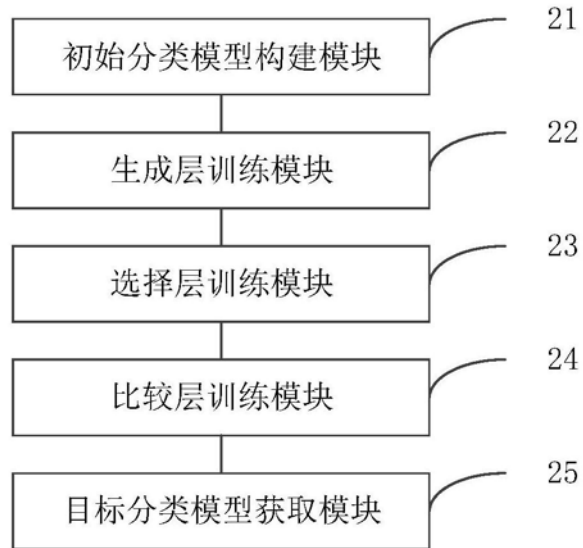 初始分类模型构建模块 21
生成层训练模块 22
选择层训练模块 23
比较层训练模块 24
目标分类模型获取模块 25